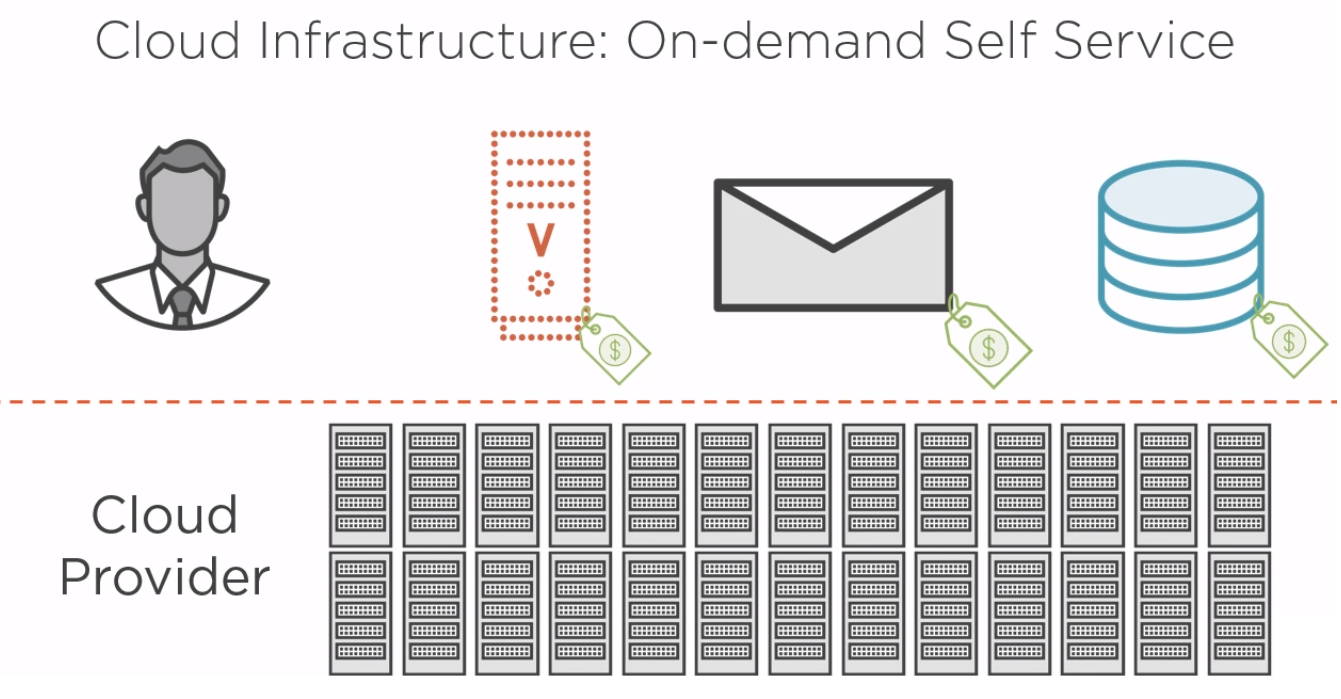 Cloud Infrastructure: On-demand Self Service
V
$
$
$
Cloud
Provider